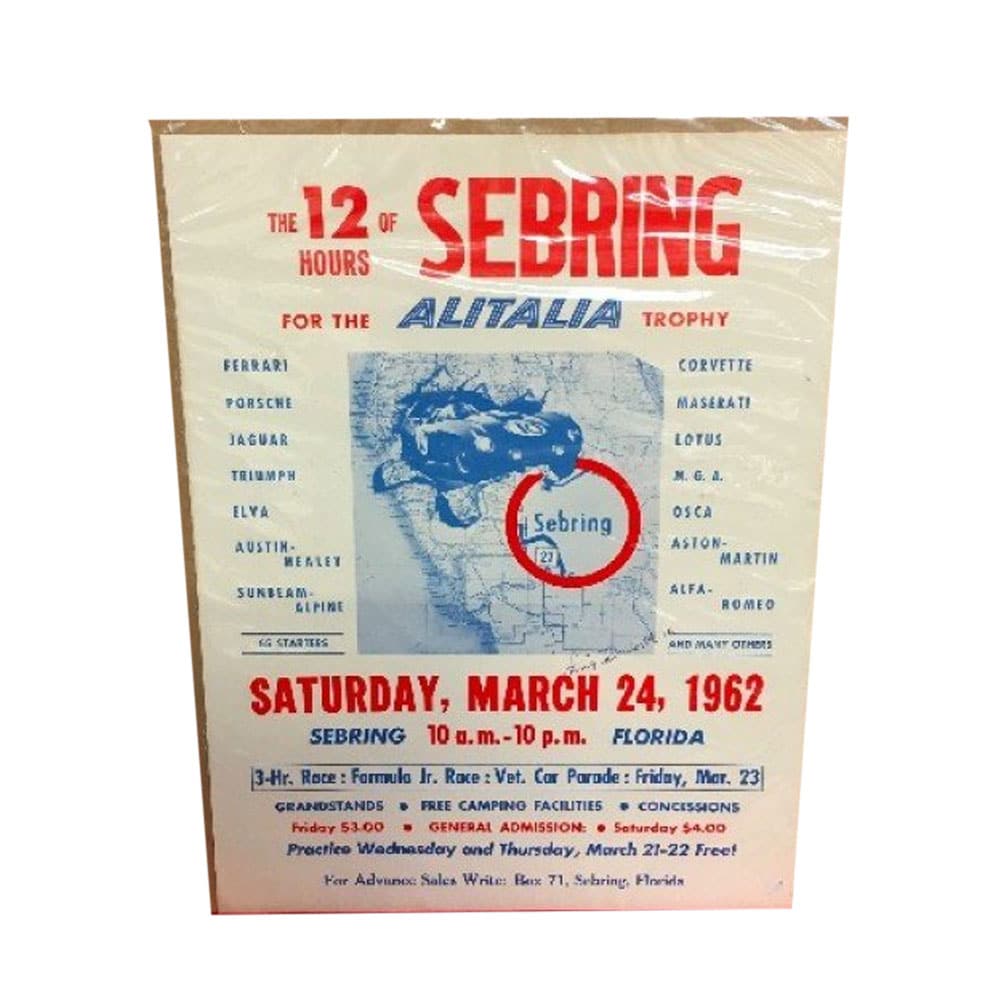 THE 12 OF SEBRING
HOURS
FOR THE ALITALIA TROPHY
FERRARI
PORSCHE
JAGUAR
TRIUMPH
ELVA
AUSTIN-
HEALEY
SUNBEAM-
ALPINE
65 STARTERS
Sebring
27
CORVETTE
MASERATI
LOTUS
M. G. A.
OSCA
ASTON-
MARTIN
ALFA-
ROMEO
AND MANY OTHERS
SATURDAY, MARCH 24, 1962
SEBRING 10 a.m.-10 p.m. FLORIDA
3-Hr. Race : Formula Jr. Race : Vet. Car Parade : Friday, Mar. 23
GRANDSTANDS • FREE CAMPING FACILITIES • CONCESSIONS
Friday $3.00 • GENERAL ADMISSION: • Saturday $4.00
Practice Wednesday and Thursday, March 21-22 Free!
For Advance Sales Write: Box 71, Sebring, Florida